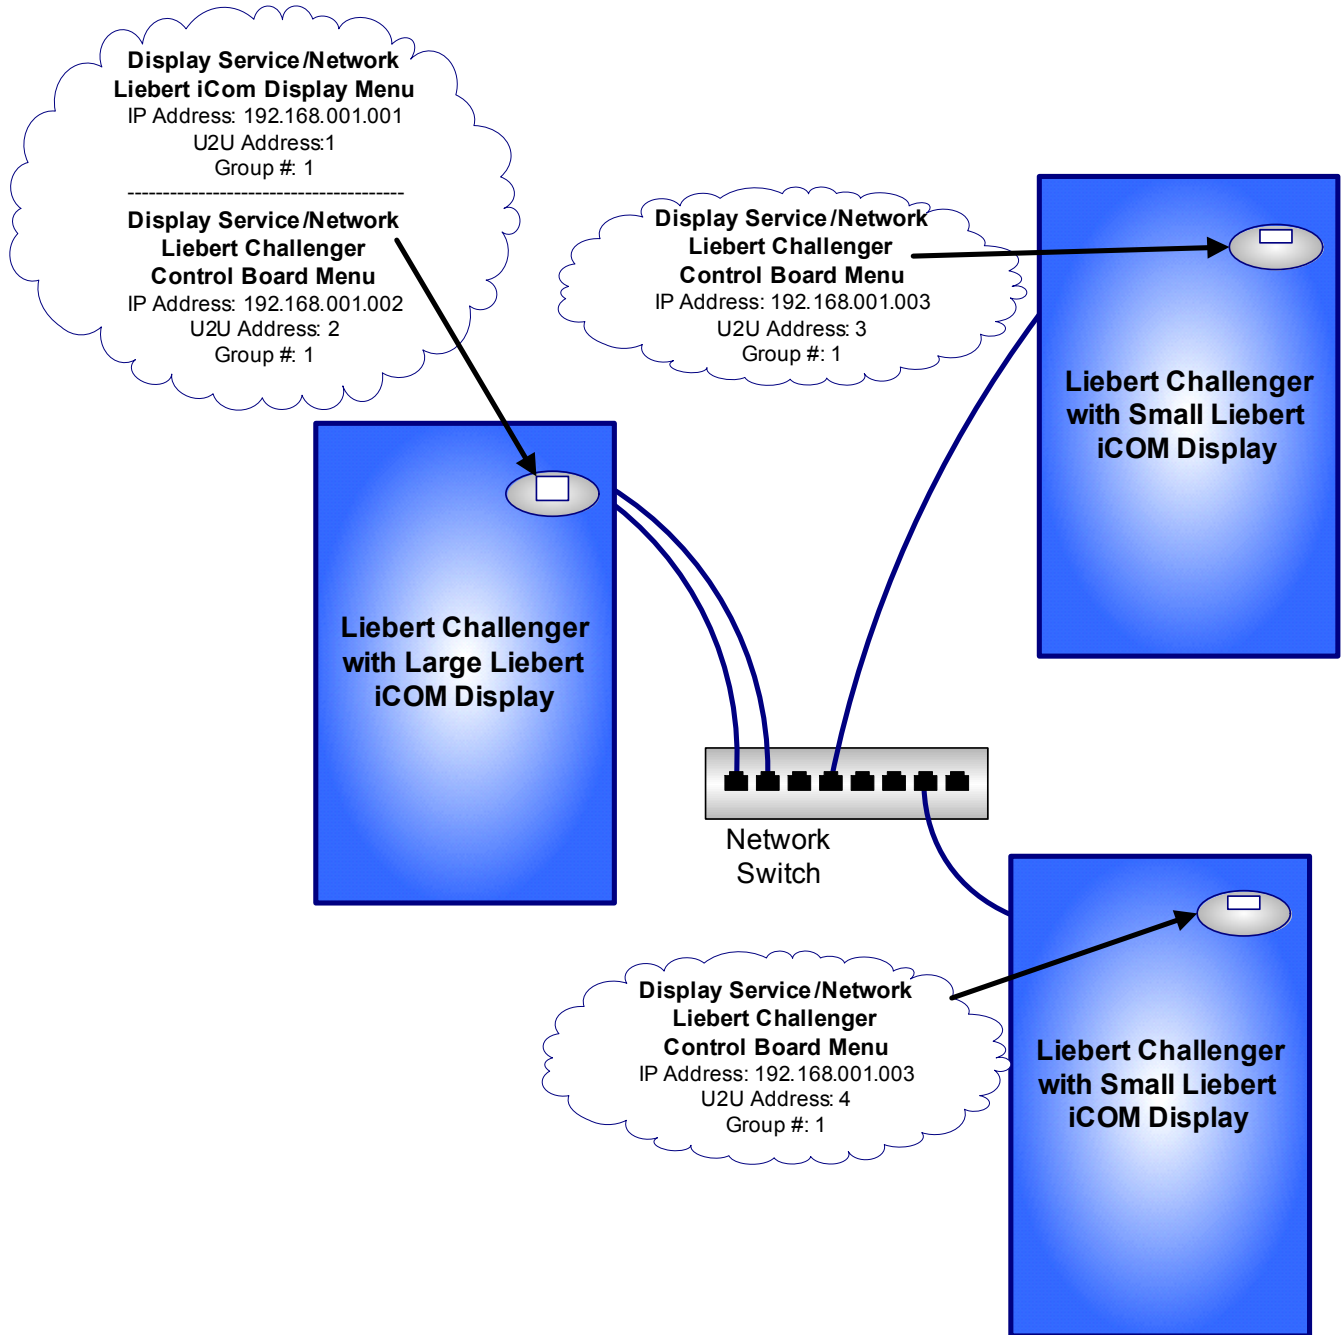 Display Service/Network
Liebert iCom Display Menu
IP Address: 192.168.001.001
U2U Address:1
Group #: 1
----------------------------------------
Display Service/Network
Liebert Challenger
Control Board Menu
IP Address: 192.168.001.002
U2U Address: 2
Group #: 1
Display Service/Network
Liebert Challenger
Control Board Menu
IP Address: 192.168.001.003
U2U Address: 3
Group #: 1
Liebert Challenger
with Small Liebert
iCOM Display
Liebert Challenger
with Large Liebert
iCOM Display
Network
Switch
Display Service/Network
Liebert Challenger
Control Board Menu
IP Address: 192.168.001.003
U2U Address: 4
Group #: 1
Liebert Challenger
with Small Liebert
iCOM Display